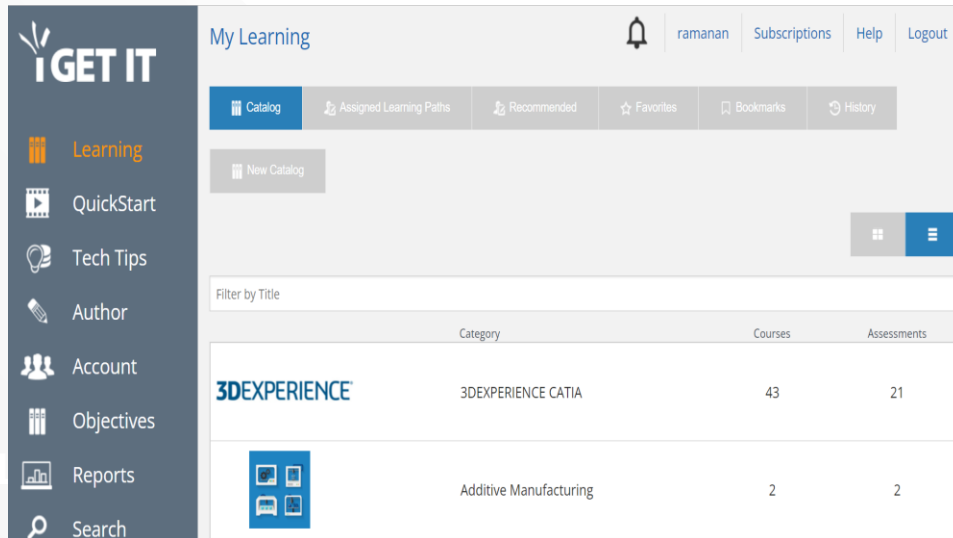 i GET IT
Learning
QuickStart
Tech Tips
Author
Account
Objectives
Reports
Search
My Learning
ramanan Subscriptions Help Logout
Catalog Assigned Learning Paths Recommended Favorites Bookmarks History
New Catalog
Filter by Title
Category Courses Assessments
3DEXPERIENCE 3DEXPERIENCE CATIA 43 21
Additive Manufacturing 2 2